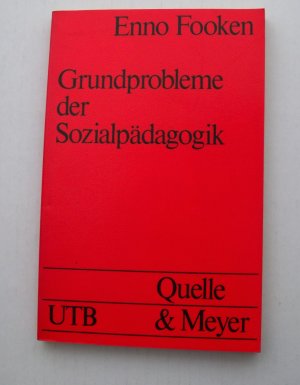 Enno Fooken
Grundprobleme
der
Sozialpädagogik
Quelle
UTB & Meyer